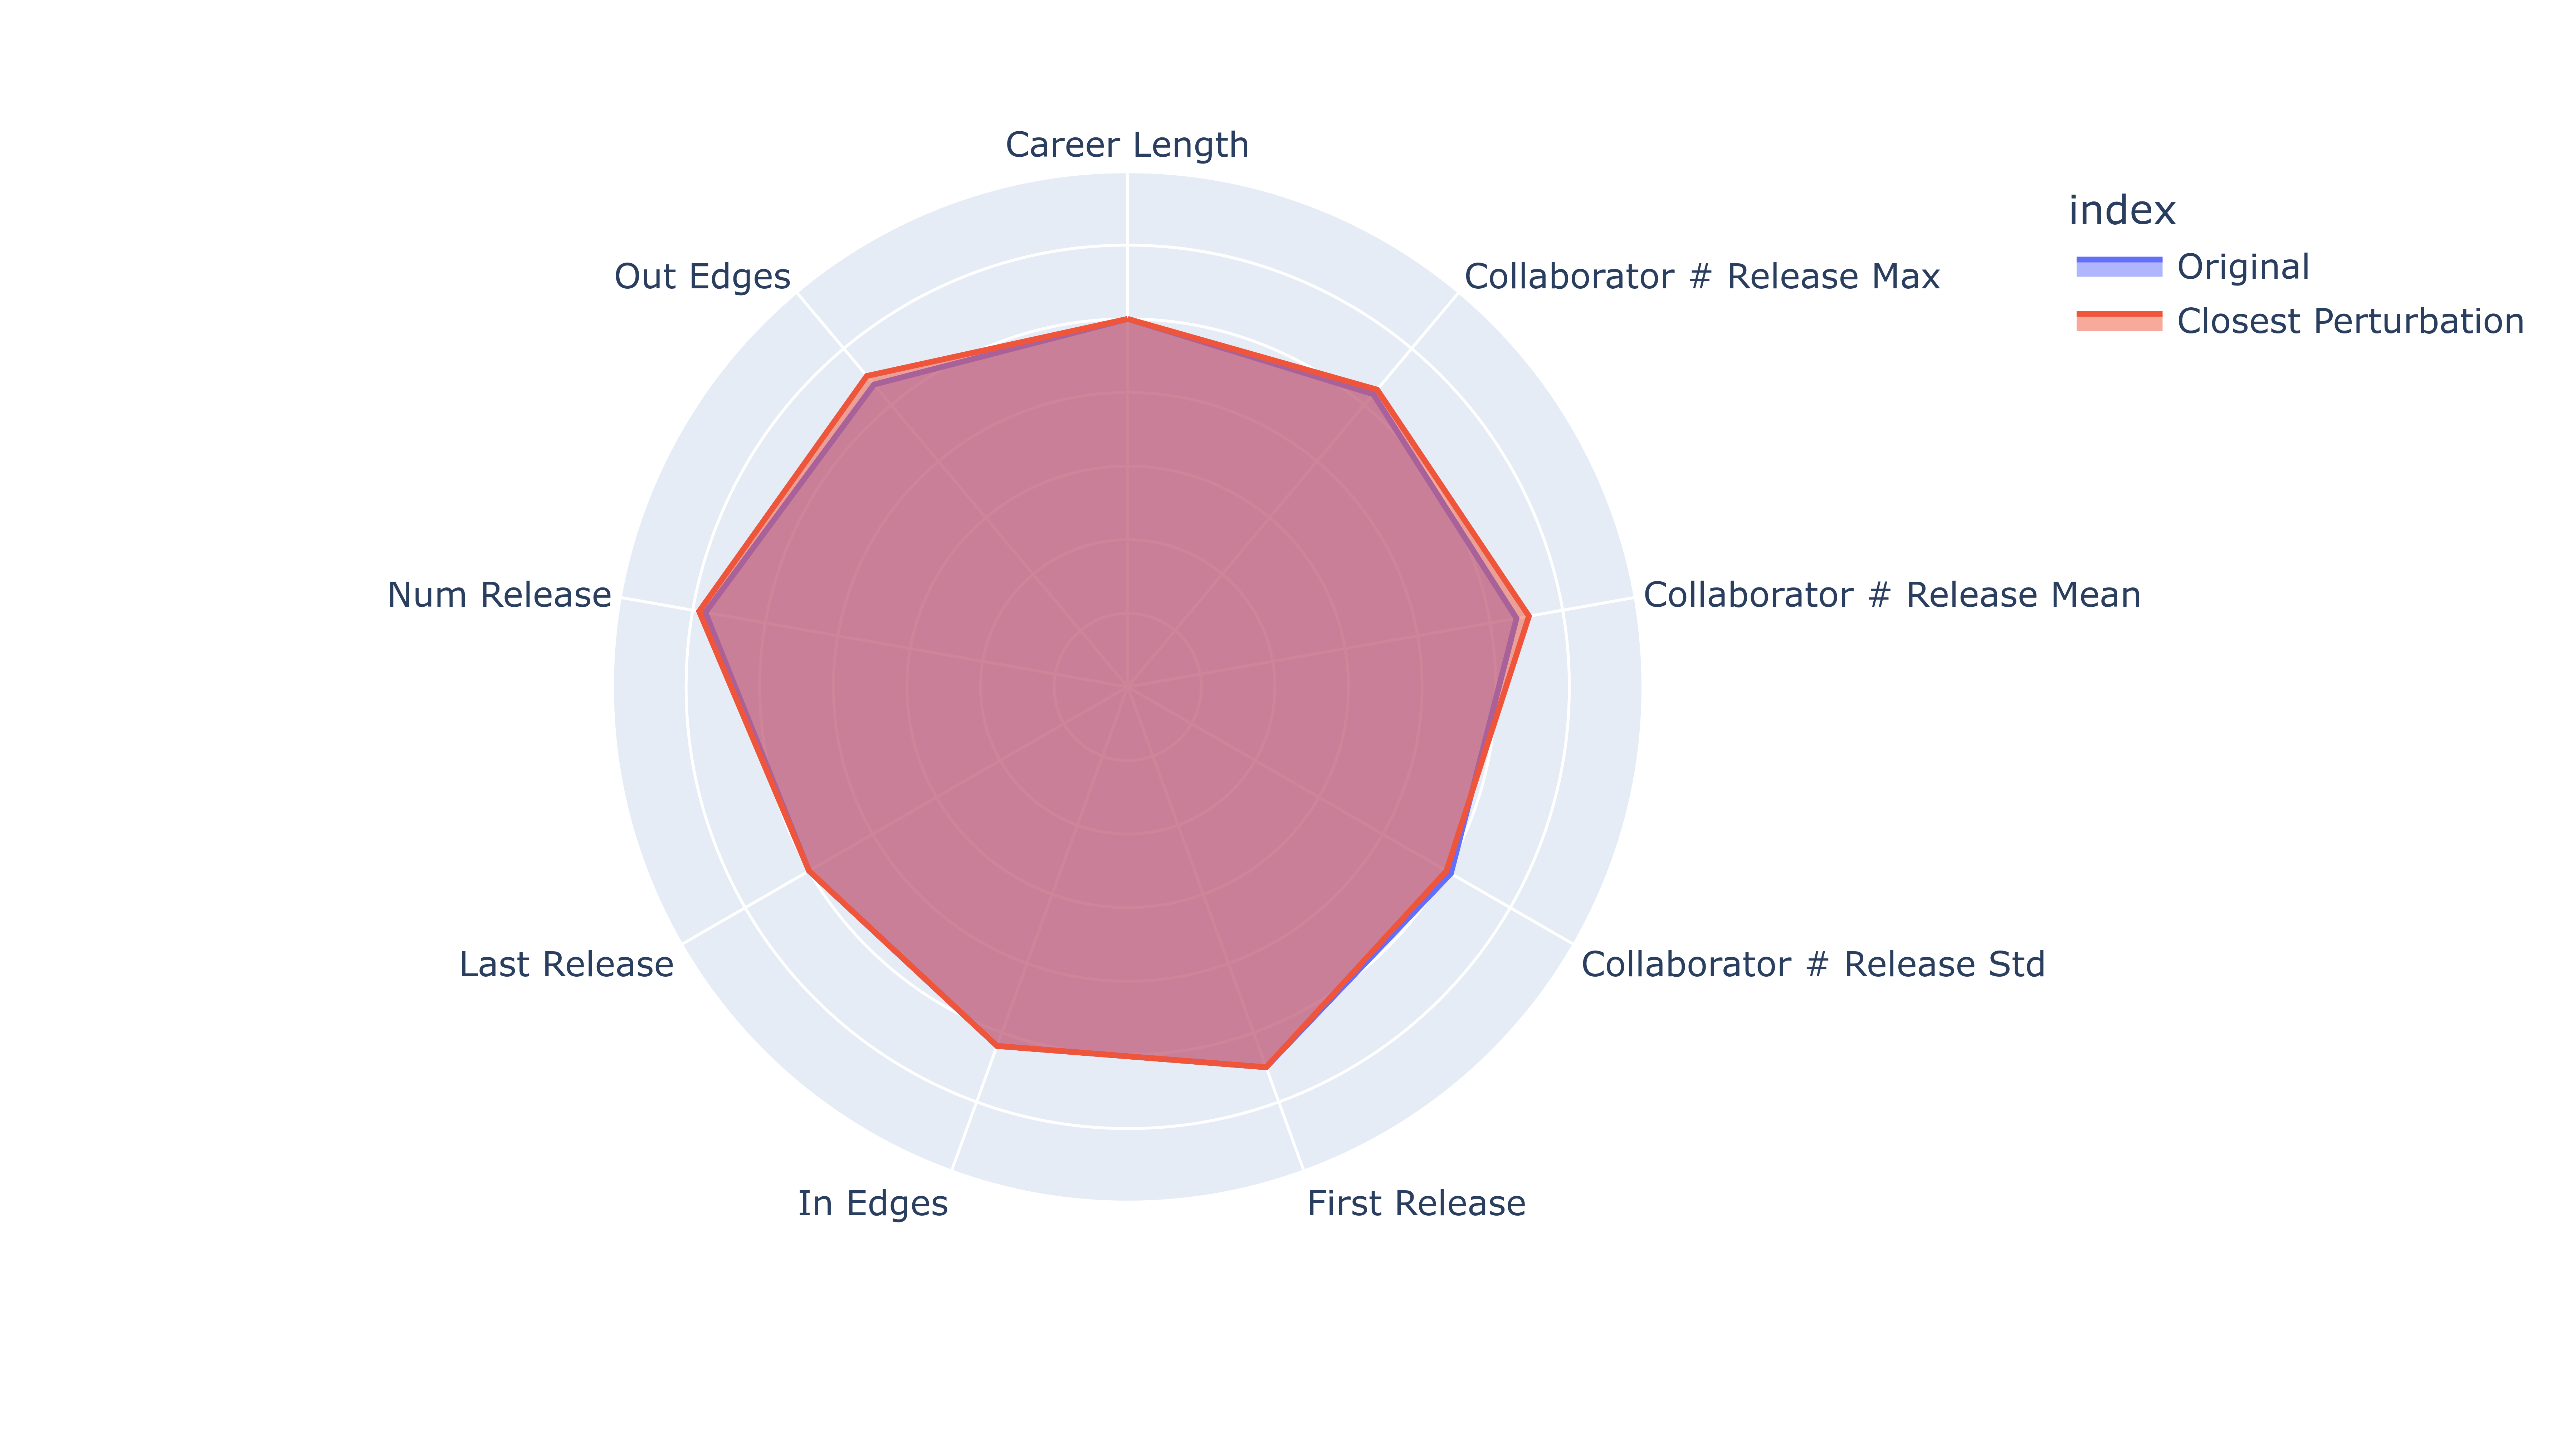 Career Length
Out Edges
Collaborator # Release Max
Num Release
Collaborator # Release Mean
Last Release
Collaborator # Release Std
In Edges
First Release
index
Original
Closest Perturbation